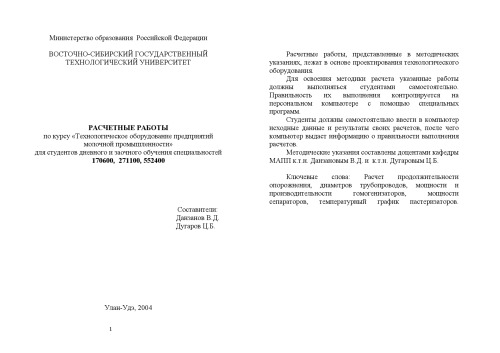 Министерство образования Российской Федерации
ВОСТОЧНО-СИБИРСКИЙ ГОСУДАРСТВЕННЫЙ
ТЕХНОЛОГИЧЕСКИЙ УНИВЕРСИТЕТ
РАСЧЕТНЫЕ РАБОТЫ
по курсу «Технологическое оборудование предприятий
молочной промышленности»
для студентов дневного и заочного обучения специальностей
170600, 271100, 552400
Составители:
Данзанов В.Д.
Дугаров Ц.Б.
Улан-Удэ, 2004
1
Расчетные работы, представленные в методических
указаниях, лежат в основе проектирования технологического
оборудования.
Для освоения методики расчета указанные работы
должны выполняться студентами самостоятельно.
Правильность их выполнения контролируется на
персональном компьютере с помощью специальных
программ.
Студенты должны самостоятельно ввести в компьютер
исходные данные и результаты своих расчетов, после чего
компьютер выдаст информацию о правильности выполнения
расчетов.
Методические указания составлены доцентами кафедры
МАПП к.т.н. Данзановым В.Д. и к.т.н. Дугаровым Ц.Б.
Ключевые слова: Расчет продолжительности
опорожнения, диаметров трубопроводов, мощности и
производительности гомогенизаторов, мощности
сепараторов, температурный график пастеризаторов.